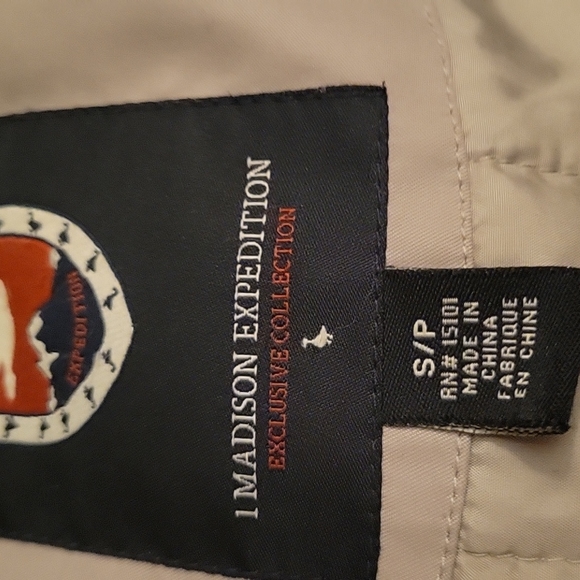 EXPEDITION
1 MADISON EXPEDITION
EXCLUSIVE COLLECTION
S/P
RN# 15101
MADE IN
CHINA
FABRIQUE
EN CHINE